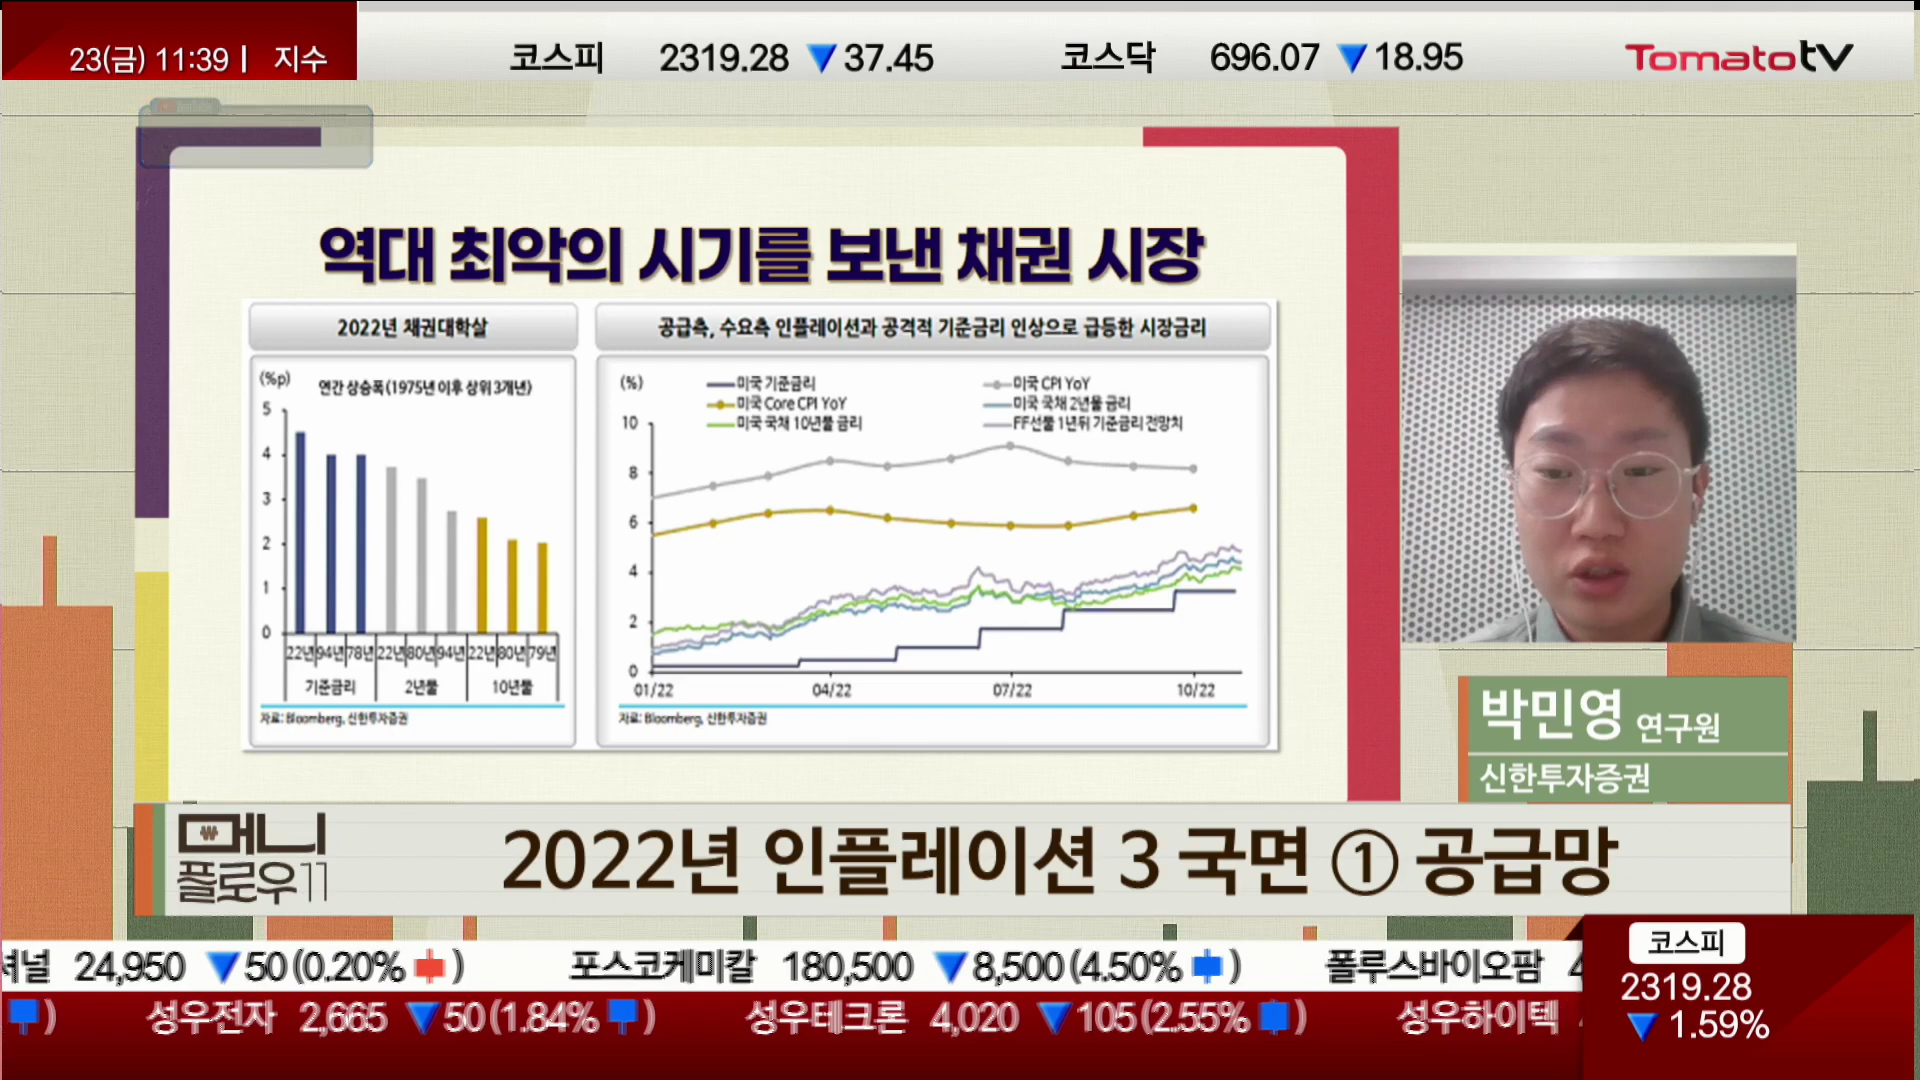 23(금) 11:39 | 지수
코스피 2319.28 ▼37.45 코스닥 696.07 ▼18.95
Tomatotv
역대 최악의 시기를 보낸 채권 시장
2022년 채권대학살
(%p) 연간 상승폭(1975년 이후 상위 3개년)
5
4
3
2
1
0
22년 94년 78년 22년 80년 94년 22년 80년 79년
기준금리 2년물 10년물
자료: Bloomberg, 신한투자증권
공급측, 수요측 인플레이션과 공격적 기준금리 인상으로 급등한 시장금리
(%)
미국 기준금리 미국 CPI YoY
미국 Core CPI YoY 미국 국채 2년물 금리
미국 국채 10년물 금리 FF선물 1년뒤 기준금리 전망치
10
8
6
4
2
0
01/22 04/22 07/22 10/22
자료: Bloomberg, 신한투자증권
박민영 연구원
신한투자증권
머니
플로우
2022년 인플레이션 3 국면 ① 공급망
셔널 24,950 ▼50(0.20% ) 포스코케미칼 180,500 ▼8,500(4.50% ) 폴루스바이오팜
) 성우전자 2,665 ▼50(1.84% ) 성우테크론 4,020 ▼105(2.55% ) 성우하이텍
코스피
2319.28
▼ 1.59%